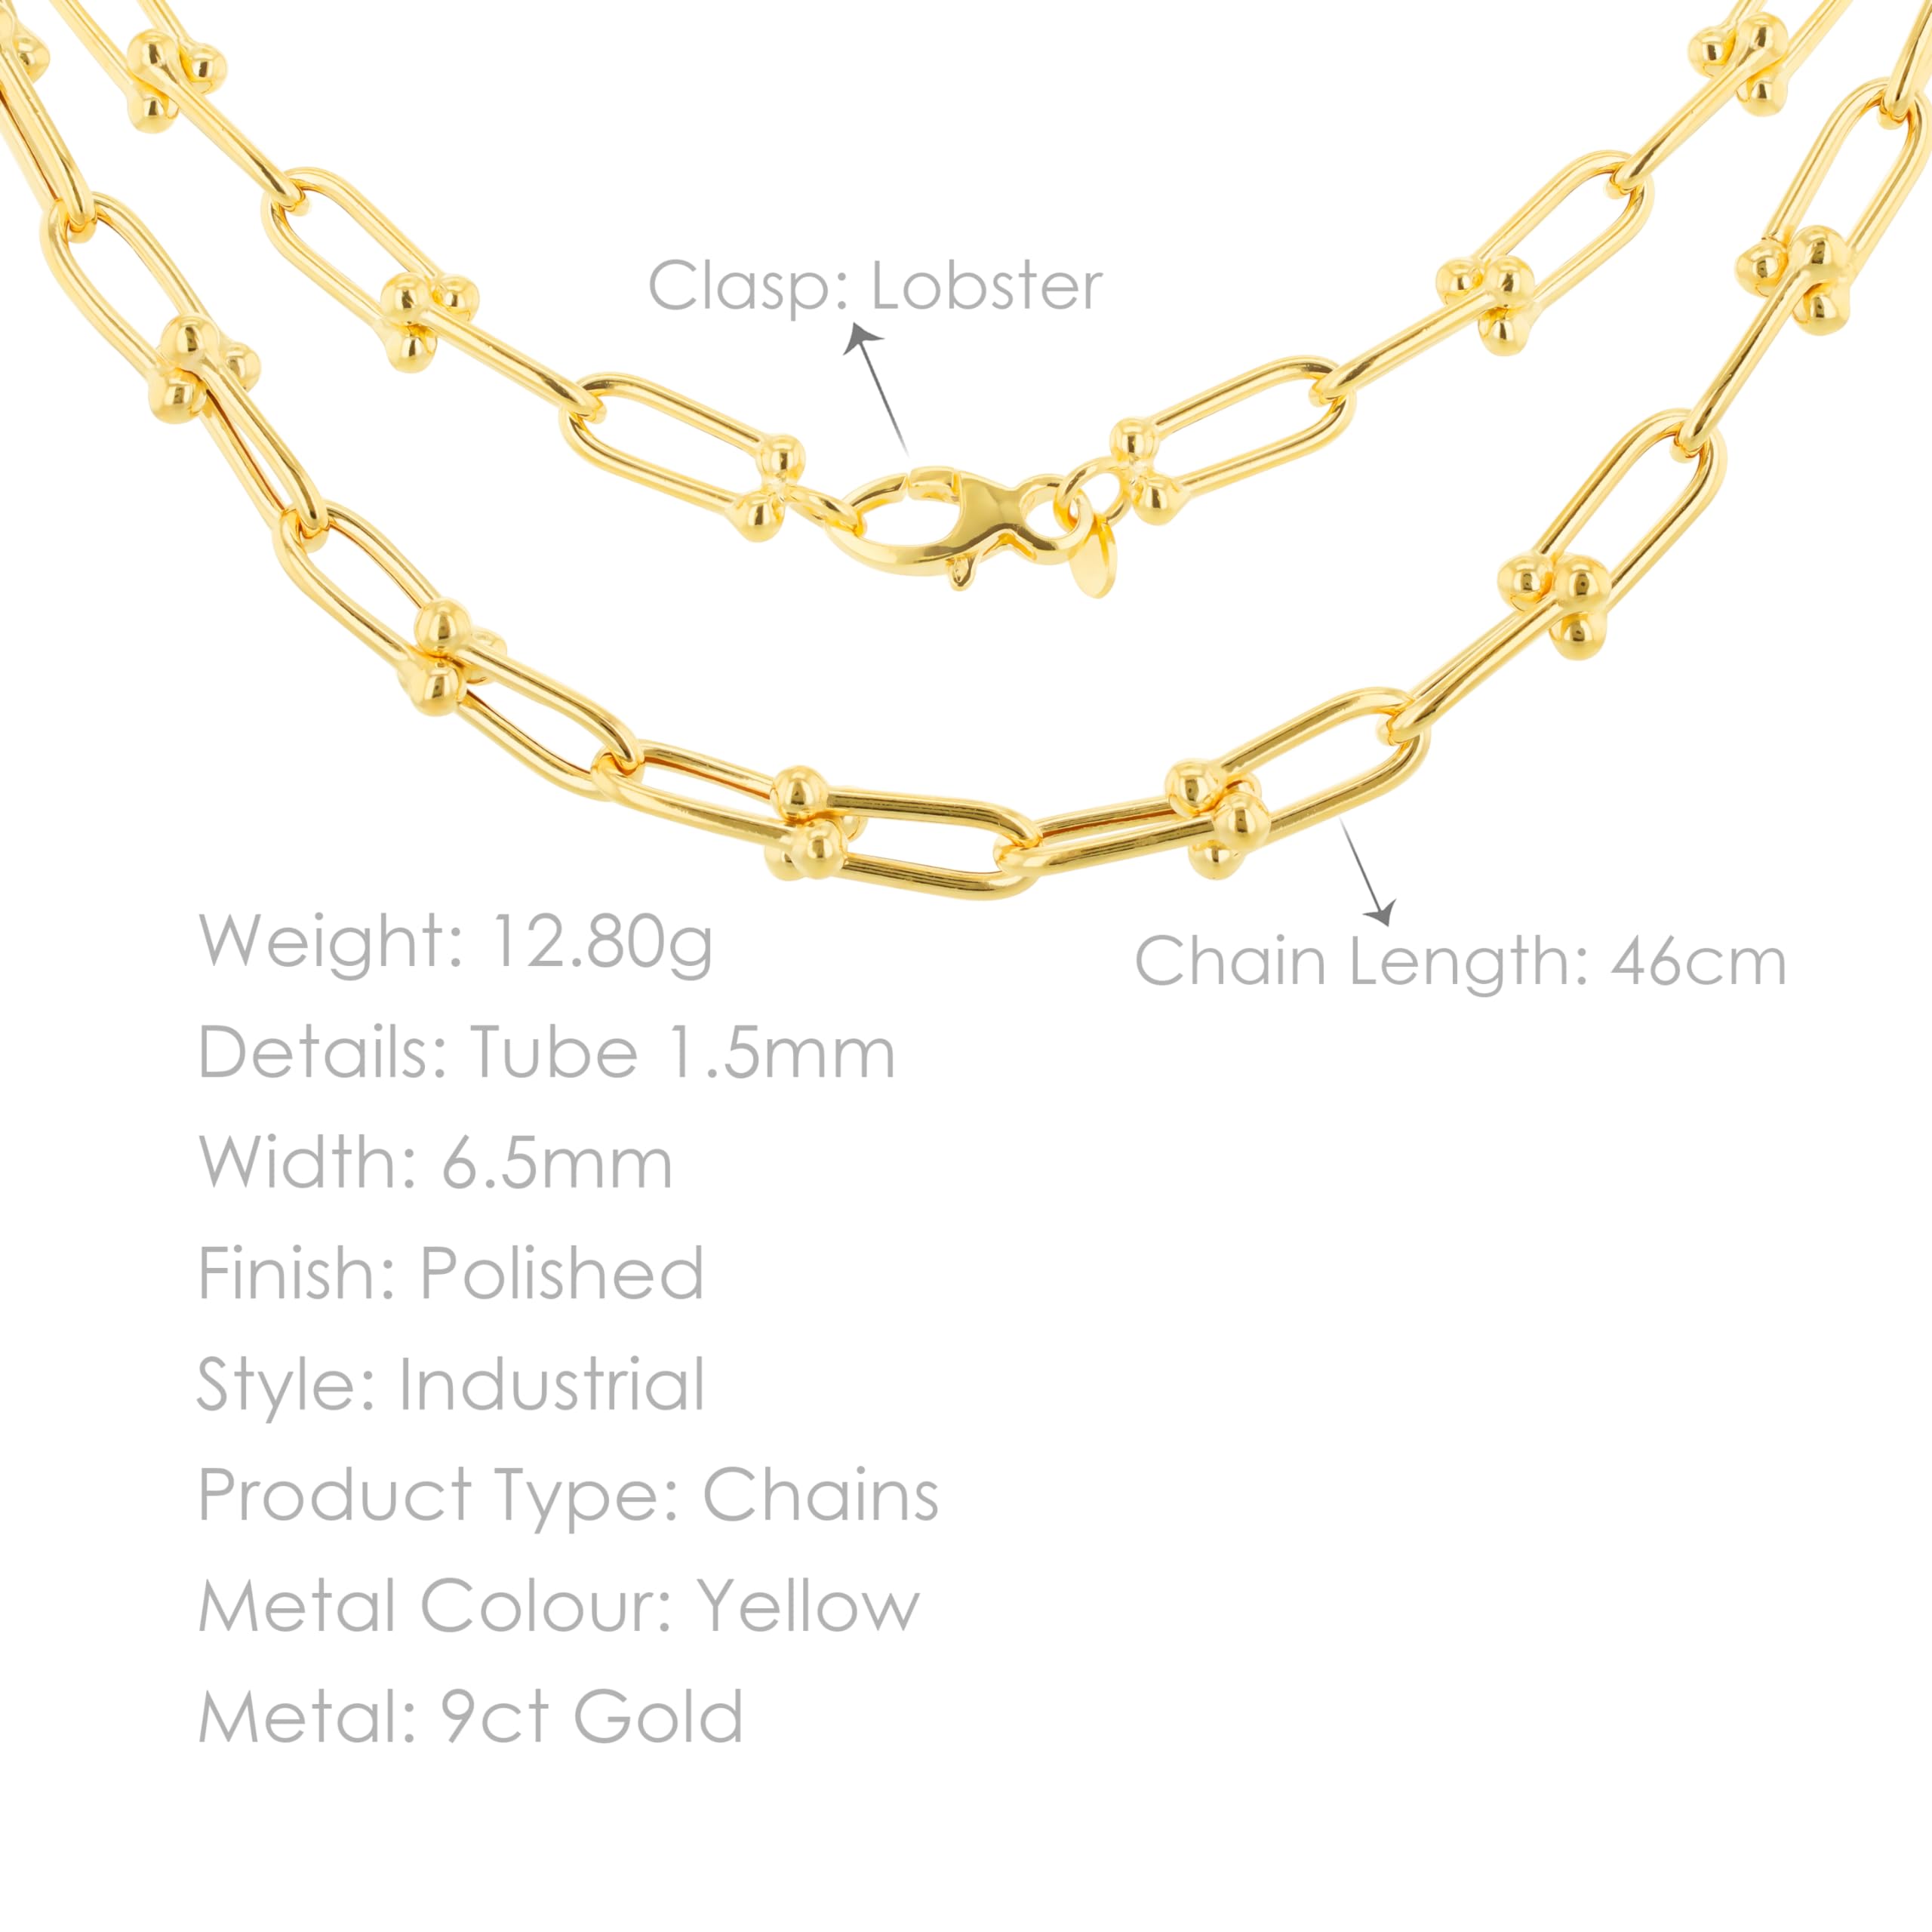 Clasp: Lobster
Weight: 12.80g
Chain Length: 46cm
Details: Tube 1.5mm
Width: 6.5mm
Finish: Polished
Style: Industrial
Product Type: Chains
Metal Colour: Yellow
Metal: 9ct Gold